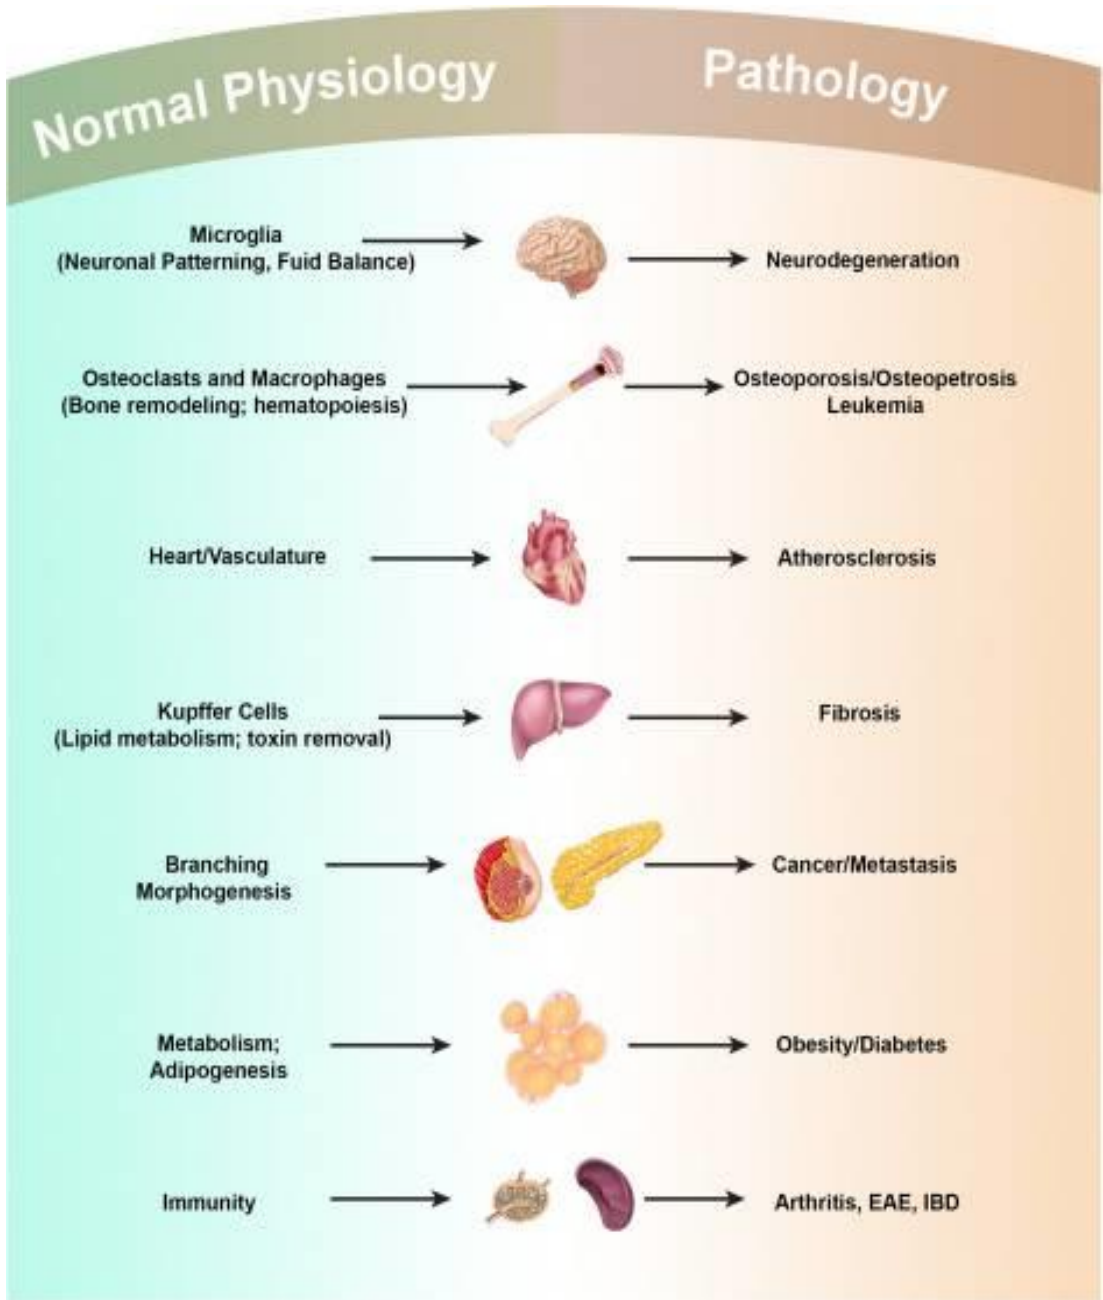 Normal Physiology
Pathology
Microglia
(Neuronal Patterning, Fuid Balance)
Neurodegeneration
Osteoclasts and Macrophages
(Bone remodeling; hematopoiesis)
Osteoporosis/Osteopetrosis
Leukemia
Heart/Vasculature
Atherosclerosis
Kupffer Cells
(Lipid metabolism; toxin removal)
Fibrosis
Branching
Morphogenesis
Cancer/Metastasis
Metabolism;
Adipogenesis
Obesity/Diabetes
Immunity
Arthritis, EAE, IBD